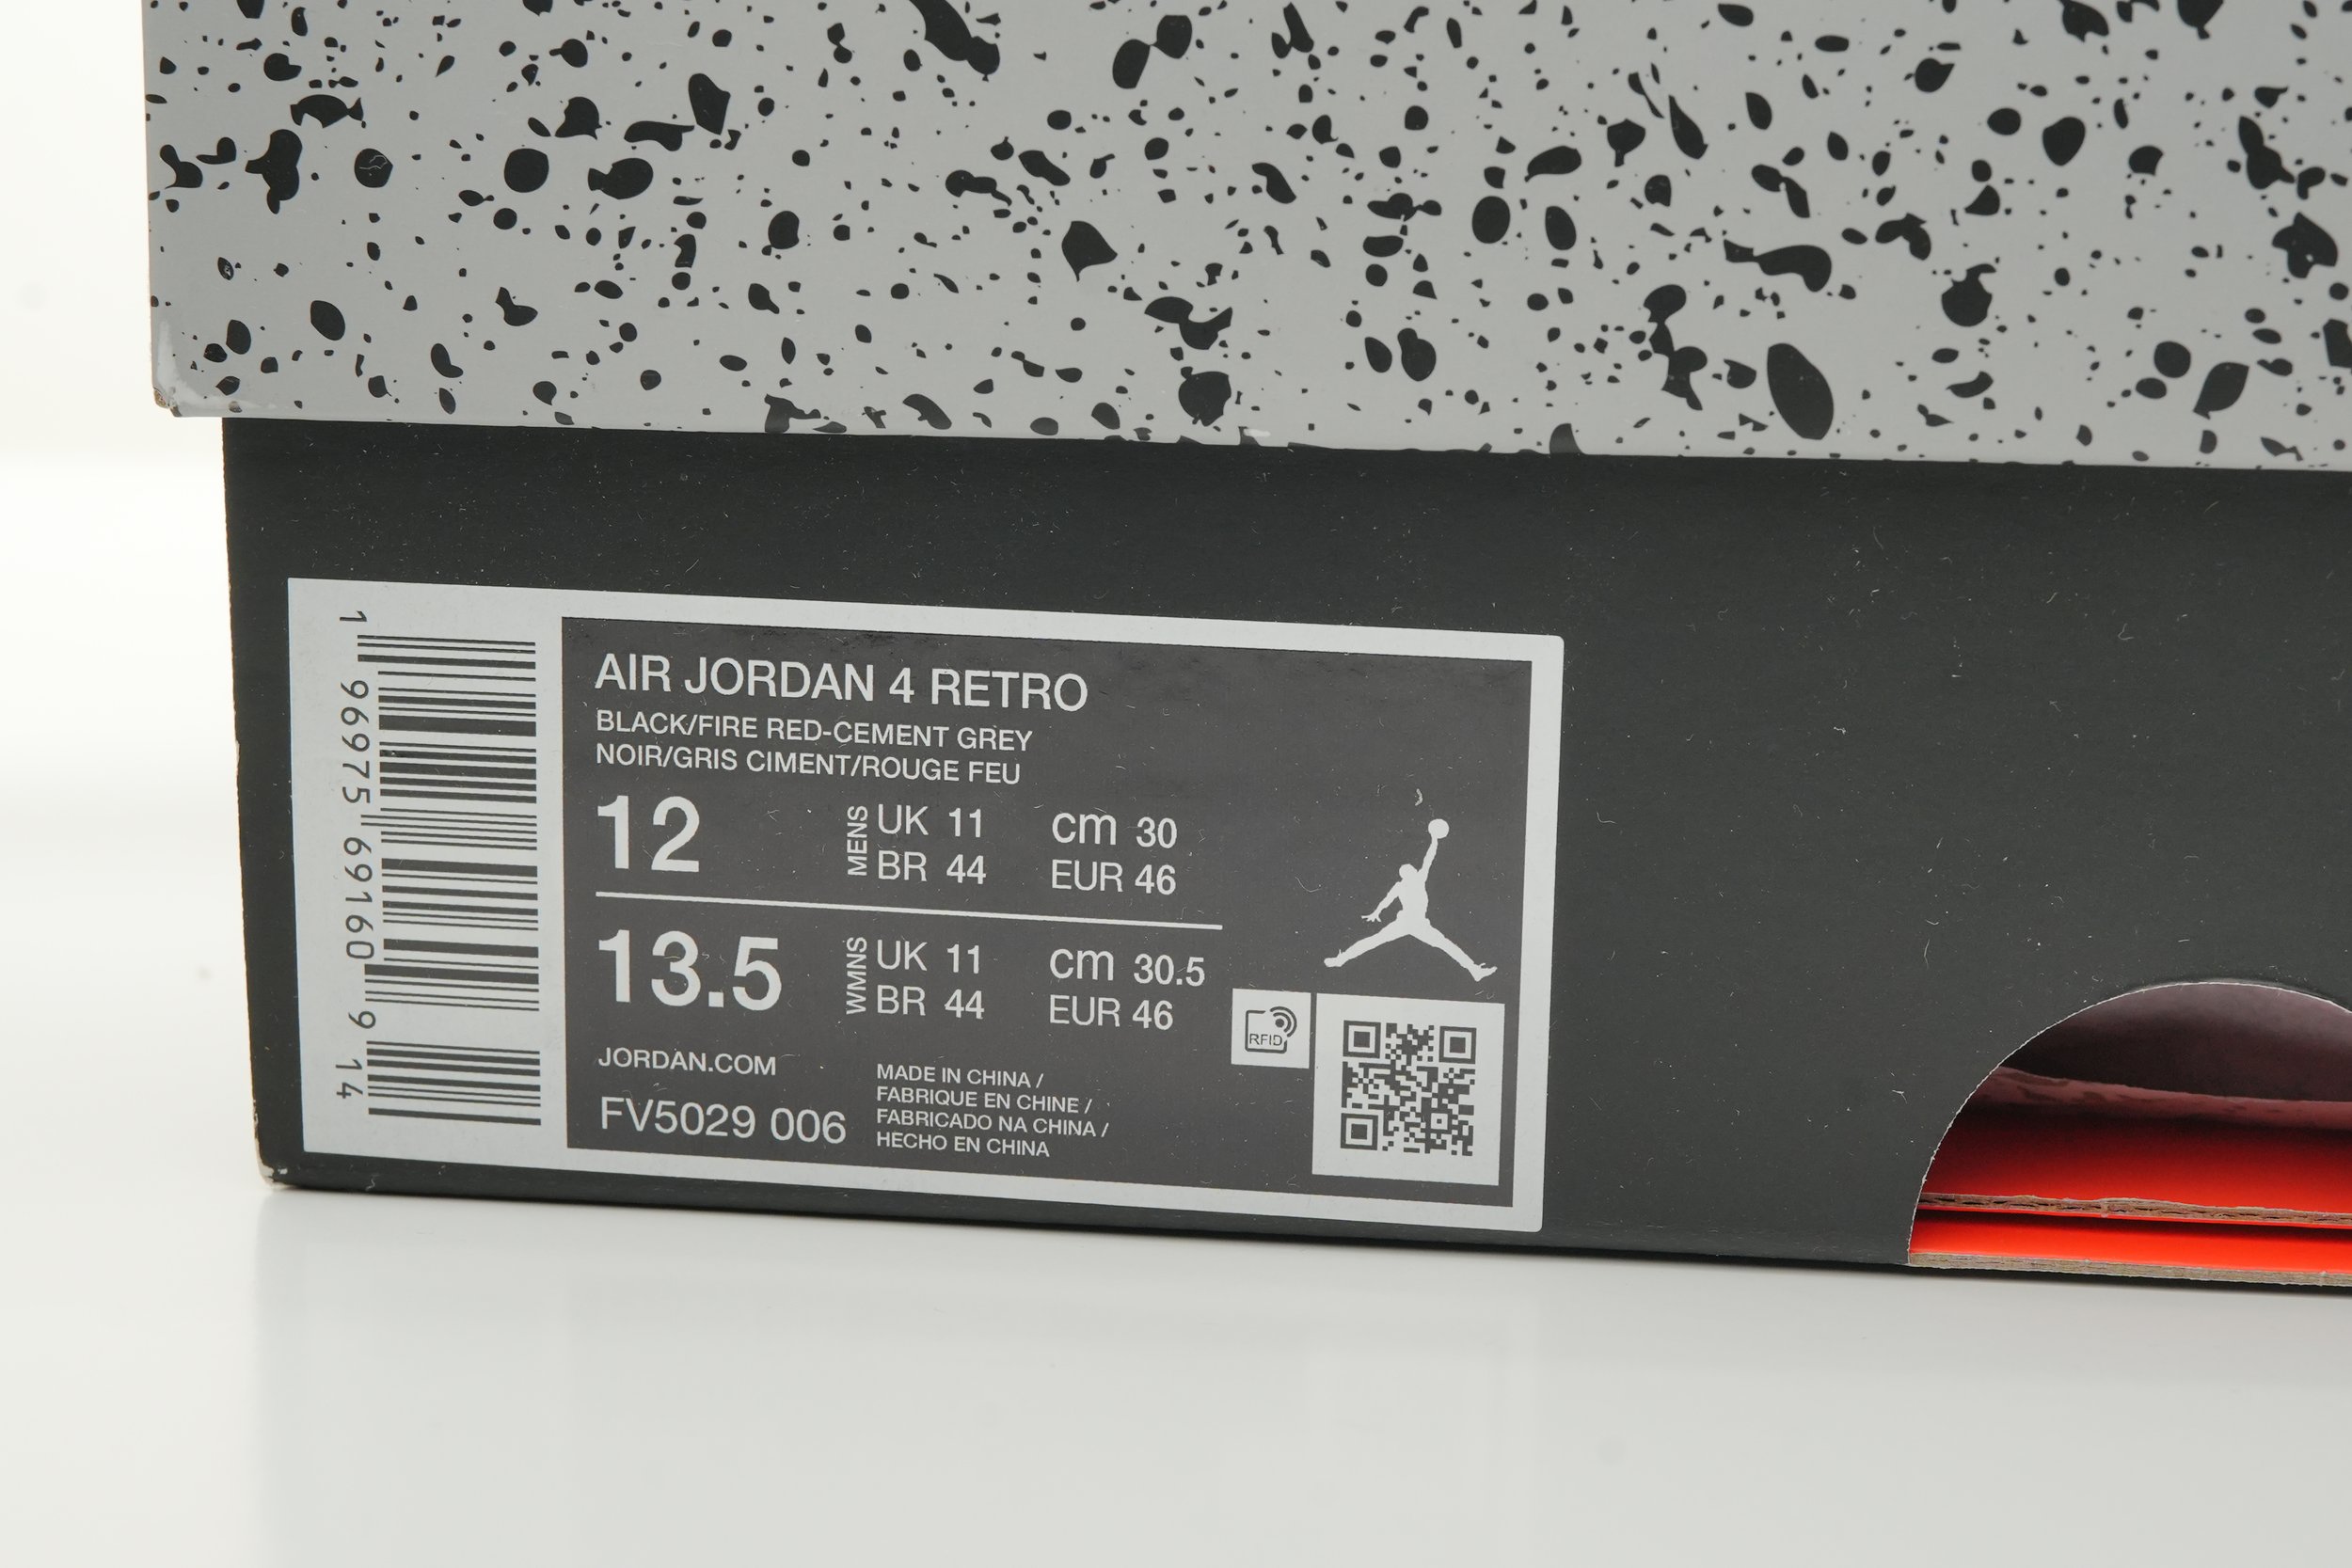 1 96975 69160 9 14
AIR JORDAN 4 RETRO
BLACK/FIRE RED-CEMENT GREY
NOIR/GRIS CIMENT/ROUGE FEU
12 MENS UK 11 cm 30
BR 44 EUR 46
13.5 WMNS UK 11 cm 30.5
BR 44 EUR 46
JORDAN.COM
FV5029 006
MADE IN CHINA /
FABRIQUE EN CHINE /
FABRICADO NA CHINA /
HECHO EN CHINA
RFID